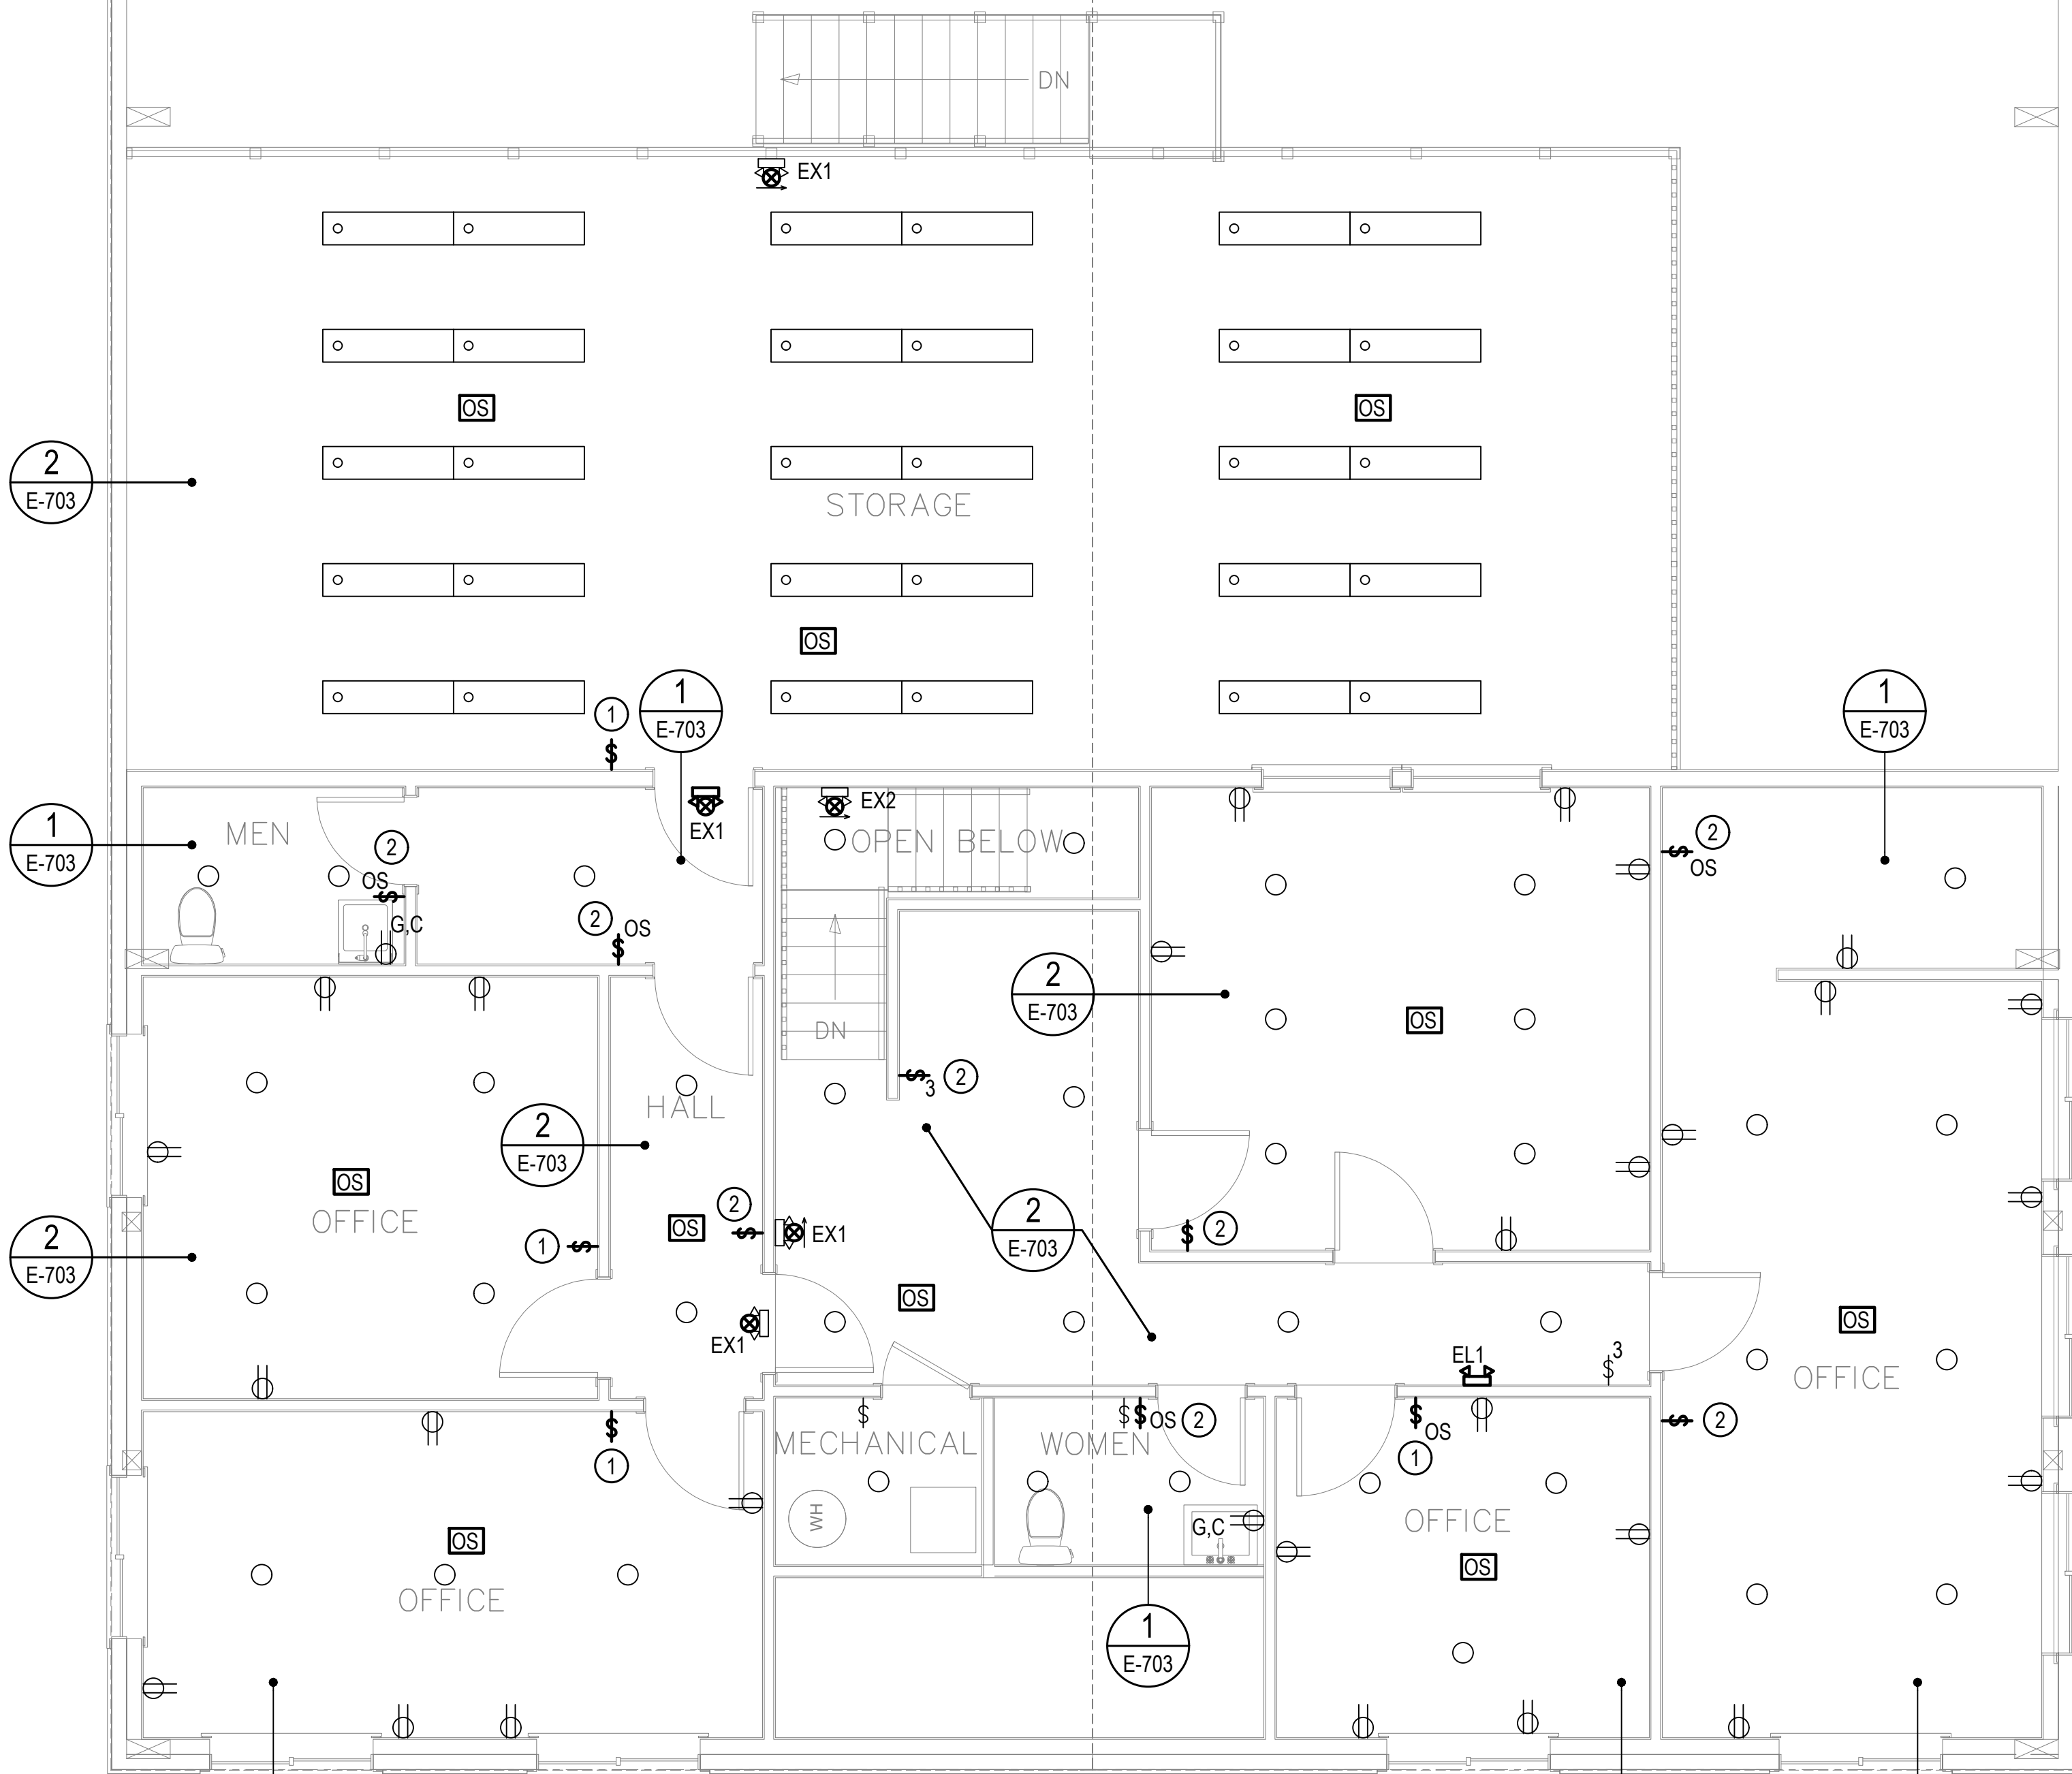 DN
EX1
OS
OS
2
E-703
STORAGE
OS
1
1
E-703
1
E-703
$
EX1
EX2
1
E-703
MEN
OPEN BELOW
2
OS
$
G,C
2
OS
$
2
$
OS
2
E-703
OS
DN
$
3
2
HALL
2
E-703
OS
OFFICE
2
E-703
1
$
OS
2
$
EX1
EX1
2
E-703
OS
$
2
OS
OFFICE
EL1
$
3
$
1
$
$
$
OS
2
$
OS
1
$
2
MECHANICAL
WOMEN
WH
G,C
OFFICE
OS
OS
OFFICE
1
E-703